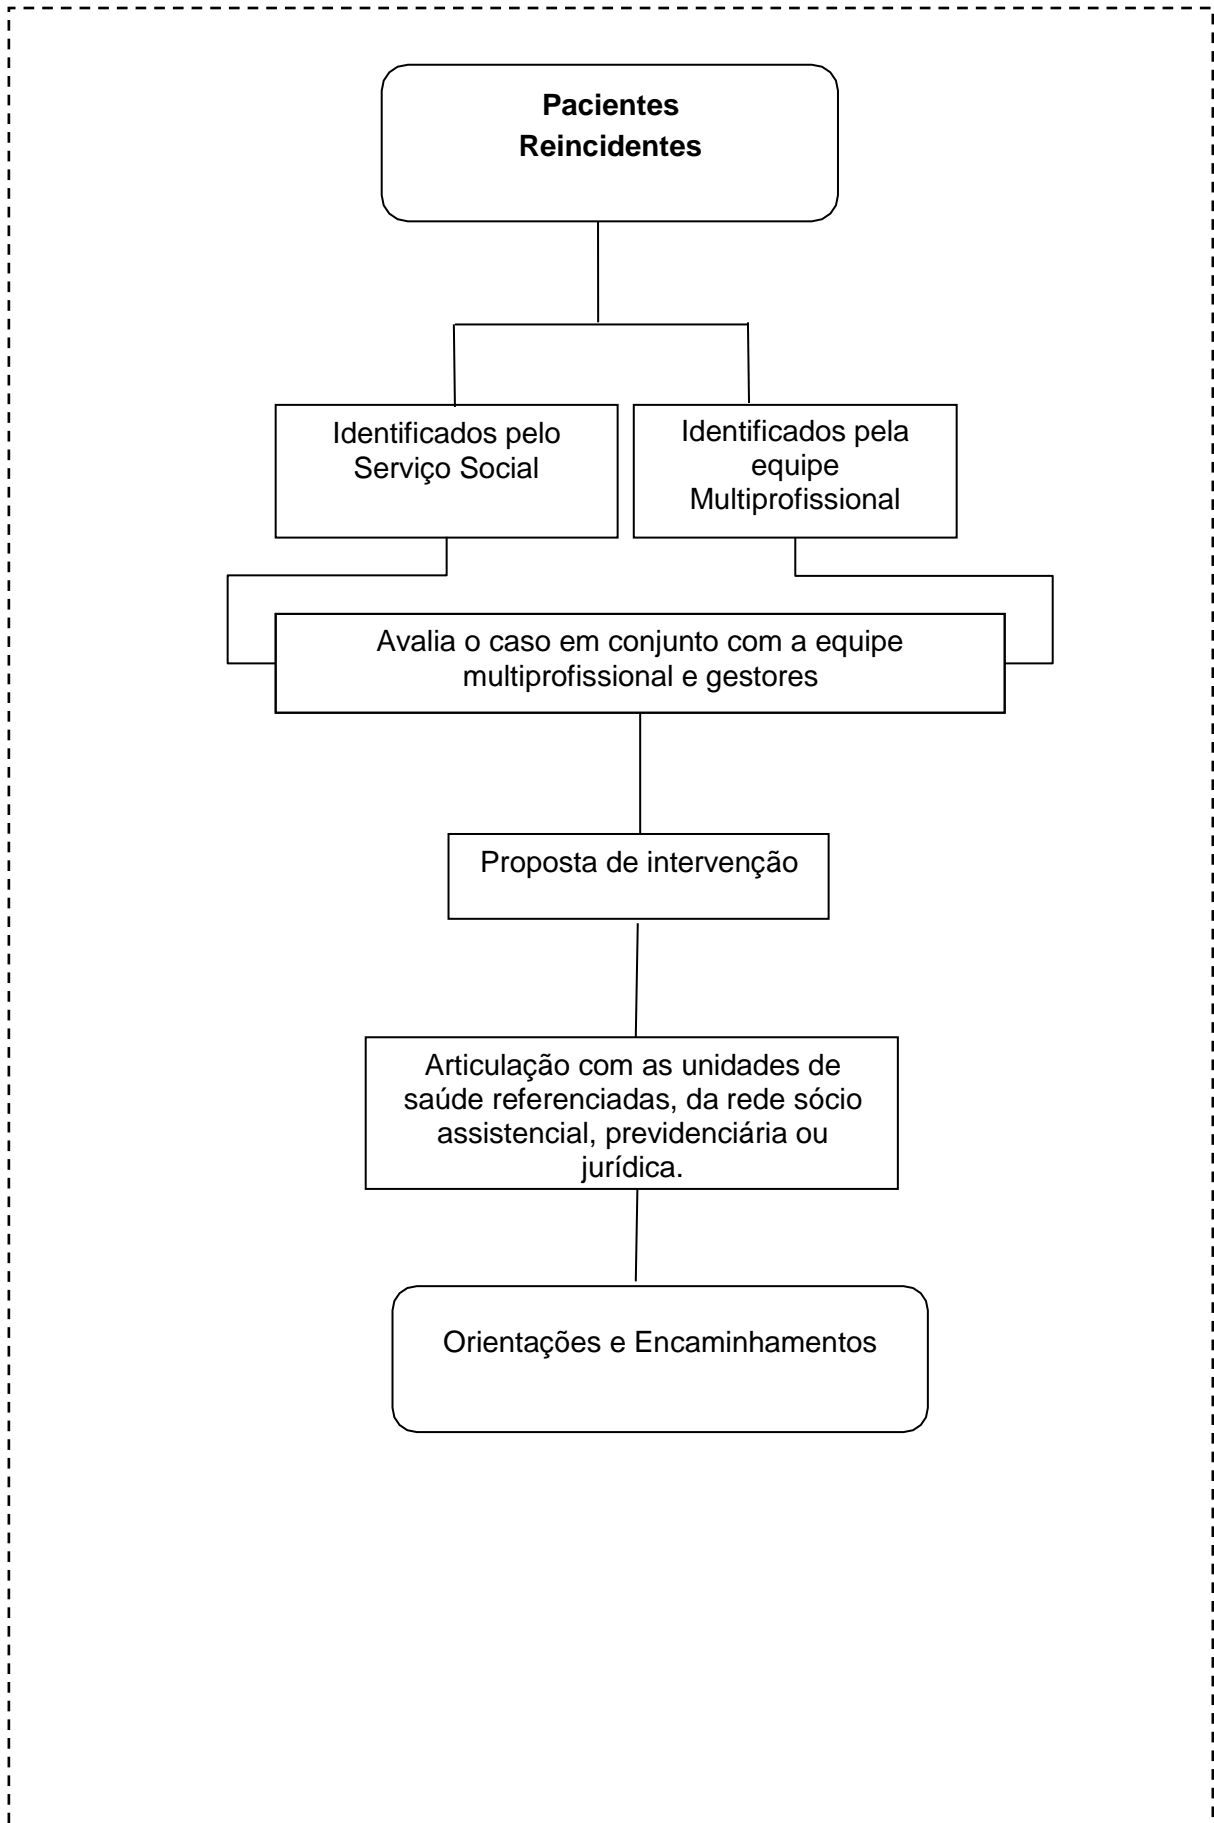 Pacientes
Reincidentes
Identificados pelo
Serviço Social
Identificados pela
equipe
Multiprofissional
Avalia o caso em conjunto com a equipe
multiprofissional e gestores
Proposta de intervenção
Articulação com as unidades de
saúde referenciadas, da rede sócio
assistencial, previdenciária ou
jurídica.
Orientações e Encaminhamentos